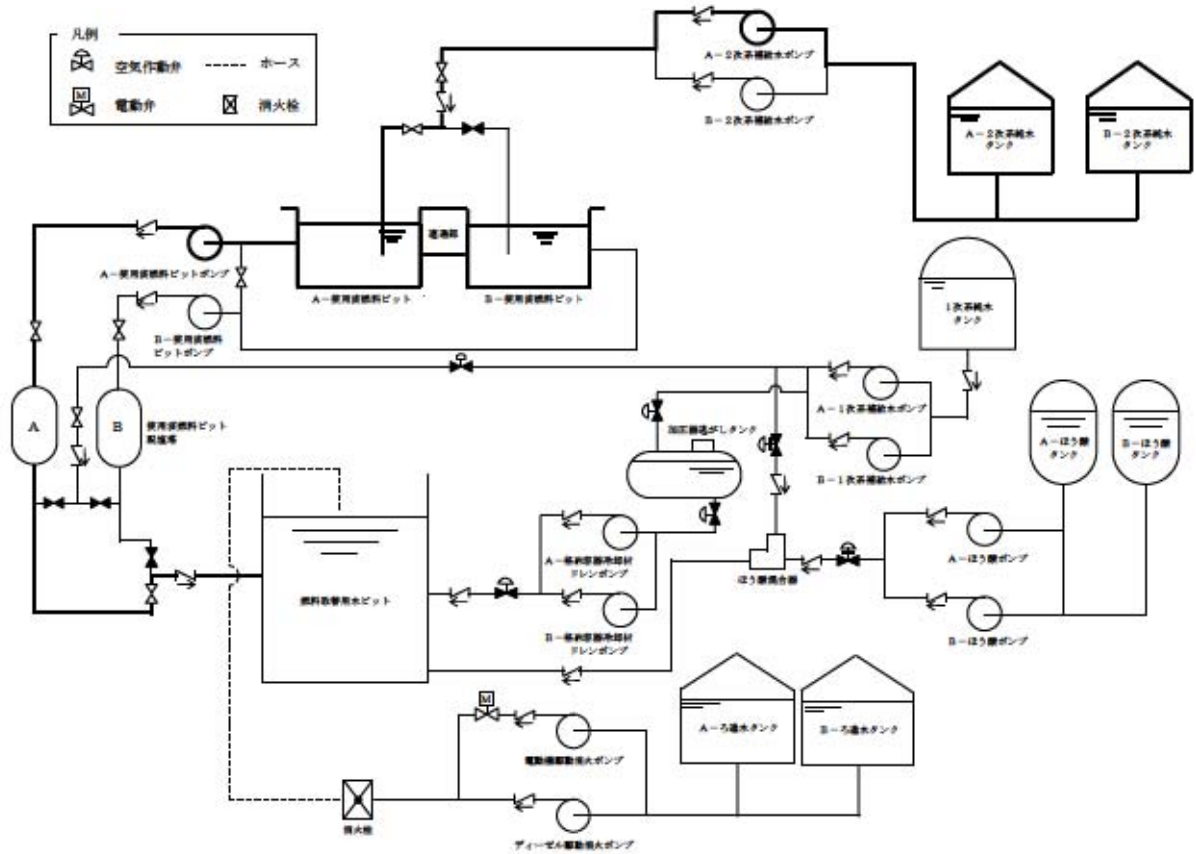 凡例
空気作動弁
ホース
M
電動弁
消火栓
A-2次系補給水ポンプ
B-2次系補給水ポンプ
A-2次系純水
タンク
B-2次系純水
タンク
連絡部
A-使用済燃料ピットポンプ
A-使用済燃料ピット
B-使用済燃料ピット
B-使用済燃料
ピットポンプ
1次系純水
タンク
A
B
使用済燃料ピット
脱塩塔
加圧器逃がしタンク
A-1次系補給水ポンプ
B-1次系補給水ポンプ
A-ほう酸
タンク
B-ほう酸
タンク
A-格納容器冷却材
ドレンポンプ
ほう酸混合器
A-ほう酸ポンプ
燃料取替用水ピット
B-格納容器冷却材
ドレンポンプ
B-ほう酸ポンプ
M
電動機駆動消火ポンプ
A-ろ過水タンク
B-ろ過水タンク
消火栓
ディーゼル駆動消火ポンプ